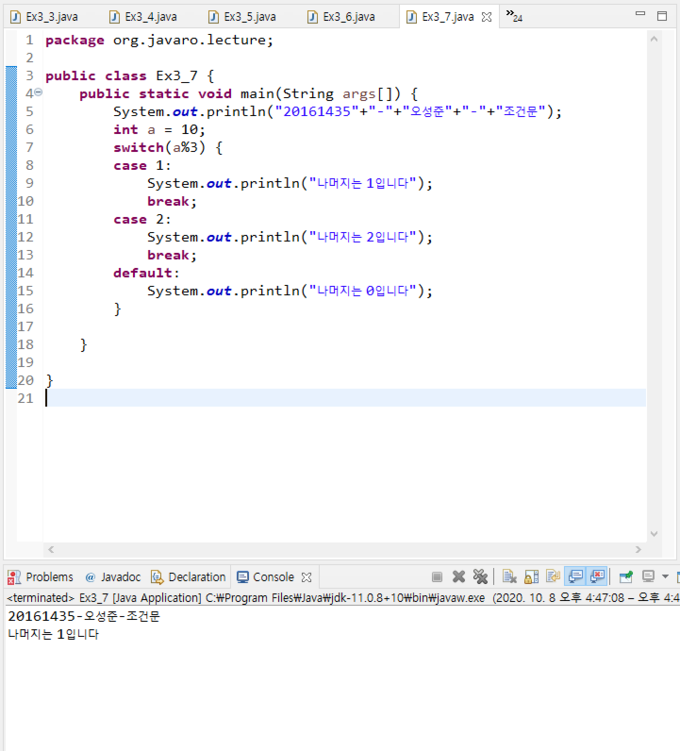 Ex3_3.java Ex3_4.java Ex3_5.java Ex3_6.java Ex3_7.java »24
1 package org.javaro.lecture;
2
3 public class Ex3_7 {
4 public static void main(String args[]) {
5 System.out.println("20161435"+"-"+"오성준"+"-"+"조건문");
6 int a = 10;
7 switch(a%3) {
8 case 1:
9 System.out.println("나머지는 1입니다");
10 break;
11 case 2:
12 System.out.println("나머지는 2입니다");
13 break;
14 default:
15 System.out.println("나머지는 0입니다");
16 }
17
18 }
19
20 }
21
Problems @ Javadoc Declaration Console
<terminated> Ex3_7 [Java Application] C:₩Program Files₩Java₩jdk-11.0.8+10₩bin₩javaw.exe (2020. 10. 8 오후 4:47:08 – 오후 4:4
20161435-오성준-조건문
나머지는 1입니다